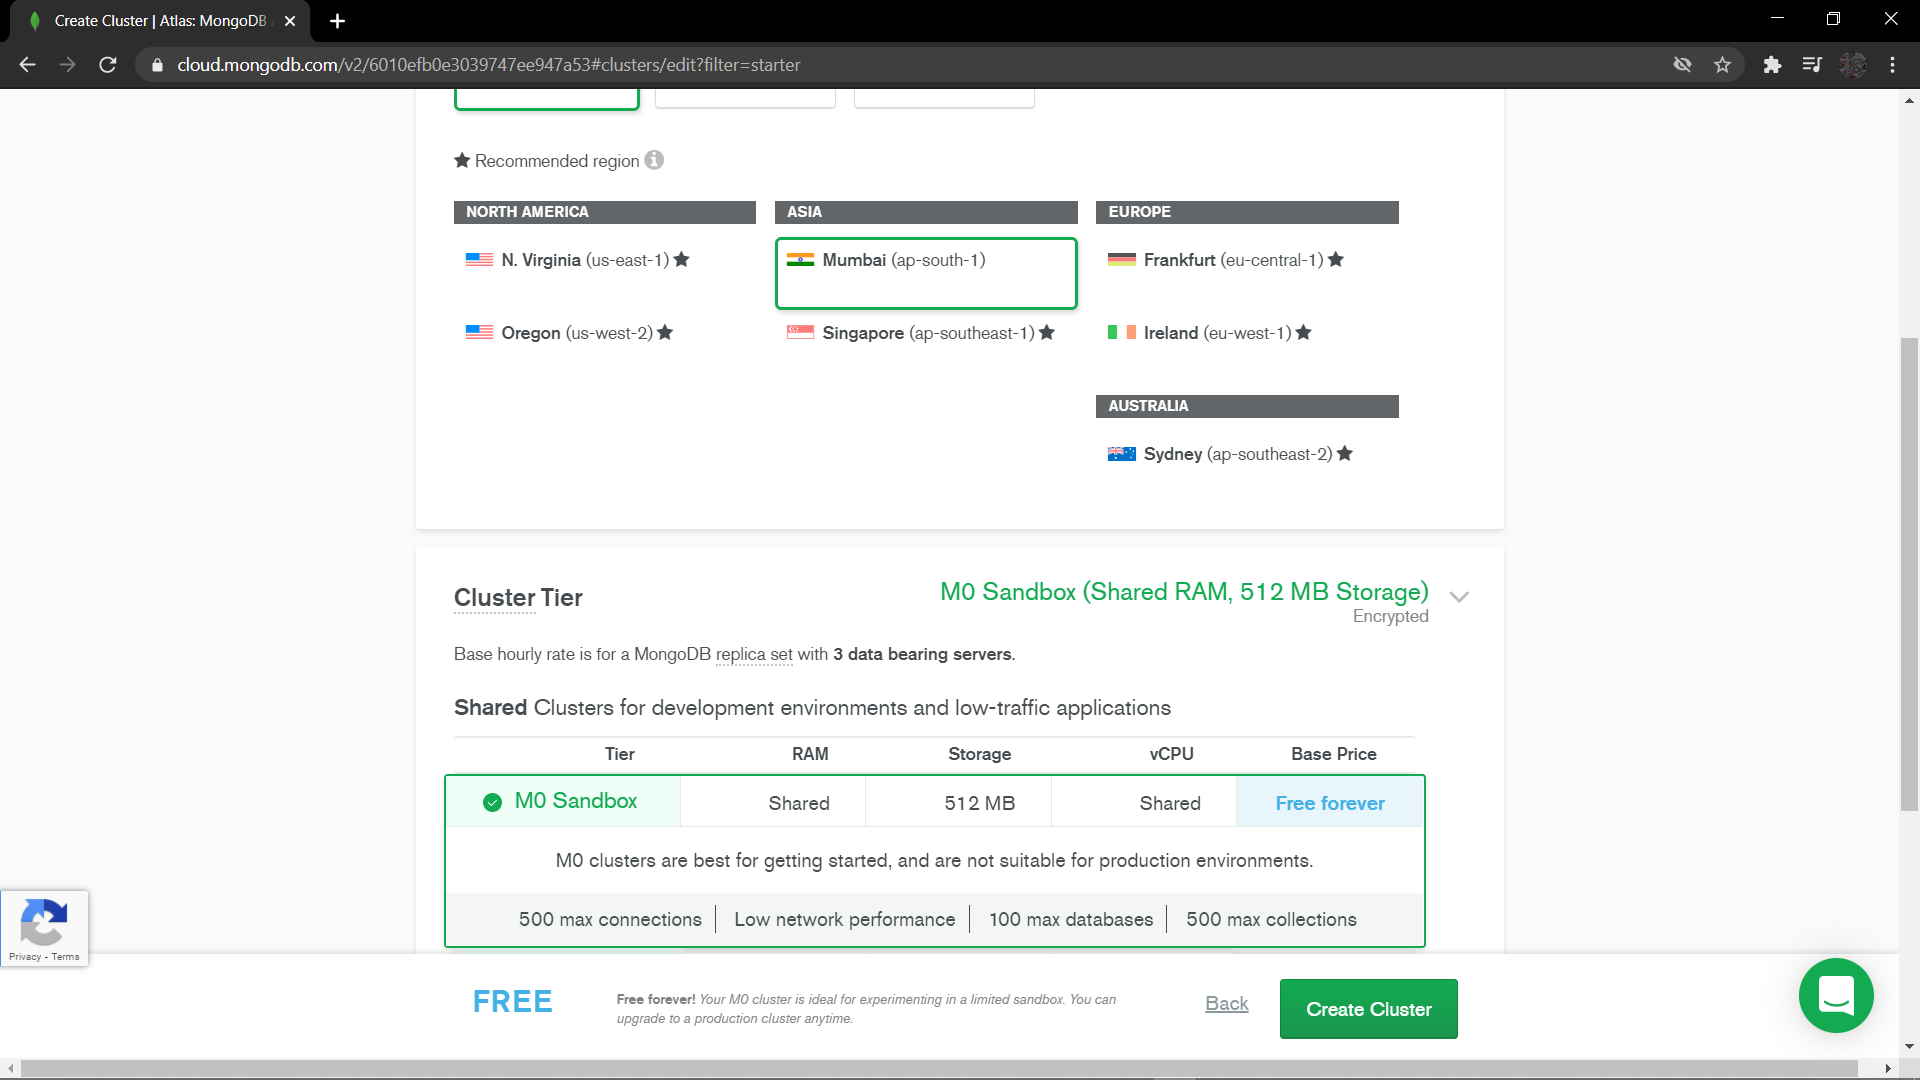 Create Cluster | Atlas: MongoDB
cloud.mongodb.com/v2/6010efb0e3039747ee947a53#clusters/edit?filter=starter
Recommended region
NORTH AMERICA
N. Virginia (us-east-1)
Oregon (us-west-2)
ASIA
Mumbai (ap-south-1)
Singapore (ap-southeast-1)
EUROPE
Frankfurt (eu-central-1)
Ireland (eu-west-1)
AUSTRALIA
Sydney (ap-southeast-2)
Cluster Tier
M0 Sandbox (Shared RAM, 512 MB Storage)
Encrypted
Base hourly rate is for a MongoDB replica set with 3 data bearing servers.
Shared Clusters for development environments and low-traffic applications
Tier RAM Storage vCPU Base Price
M0 Sandbox Shared 512 MB Shared Free forever
M0 clusters are best for getting started, and are not suitable for production environments.
500 max connections Low network performance 100 max databases 500 max collections
Privacy - Terms
FREE
Free forever! Your M0 cluster is ideal for experimenting in a limited sandbox. You can
upgrade to a production cluster anytime.
Back
Create Cluster